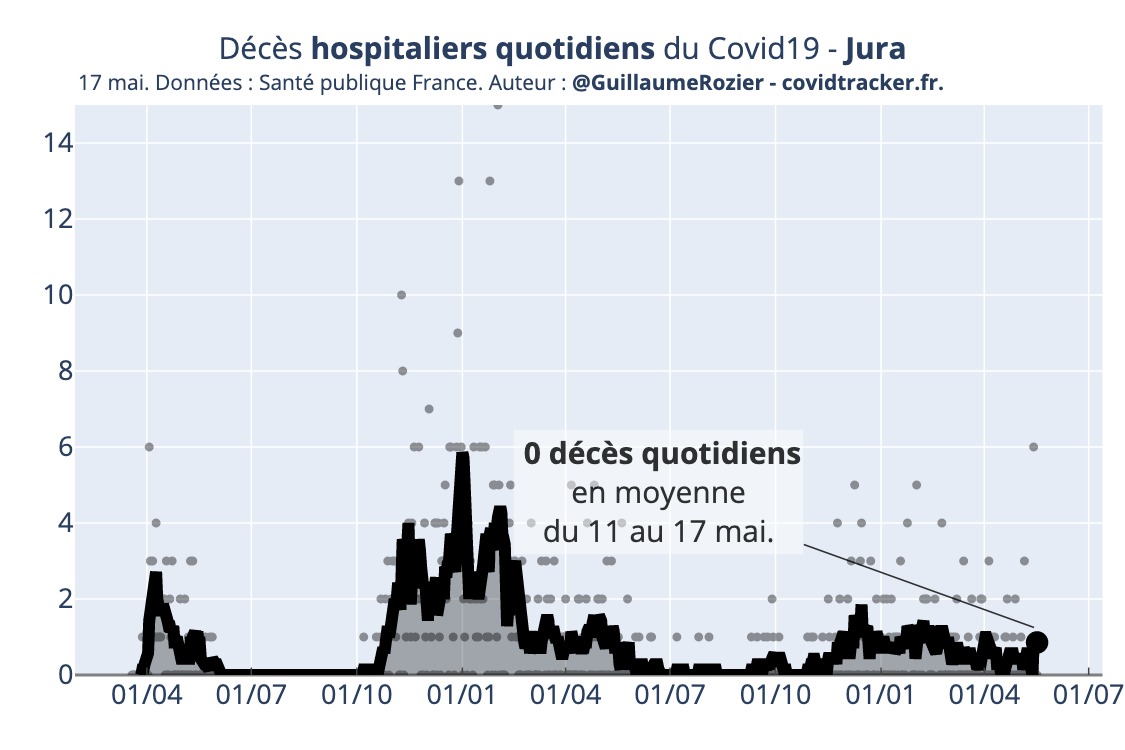 Décès hospitaliers quotidiens du Covid19 - Jura
17 mai. Données : Santé publique France. Auteur : @GuillaumeRozier - covidtracker.fr.
14
12
10
8
6
4
2
0
0 décès quotidiens
en moyenne
du 11 au 17 mai.
01/04 01/07 01/10 01/01 01/04 01/07 01/10 01/01 01/04 01/07